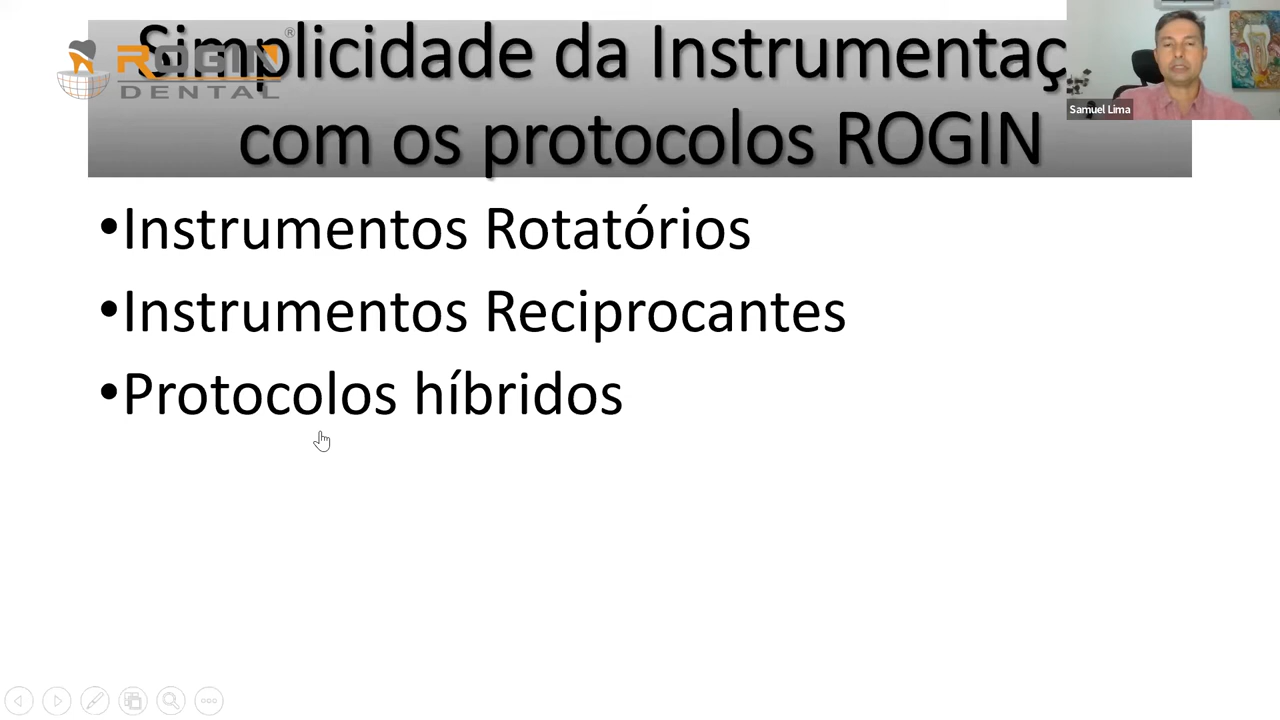 Simplicidade da Instrumentaç
com os protocolos ROGIN
ROGIN®
DENTAL
Samuel Lima
•Instrumentos Rotatórios
•Instrumentos Reciprocantes
•Protocolos híbridos